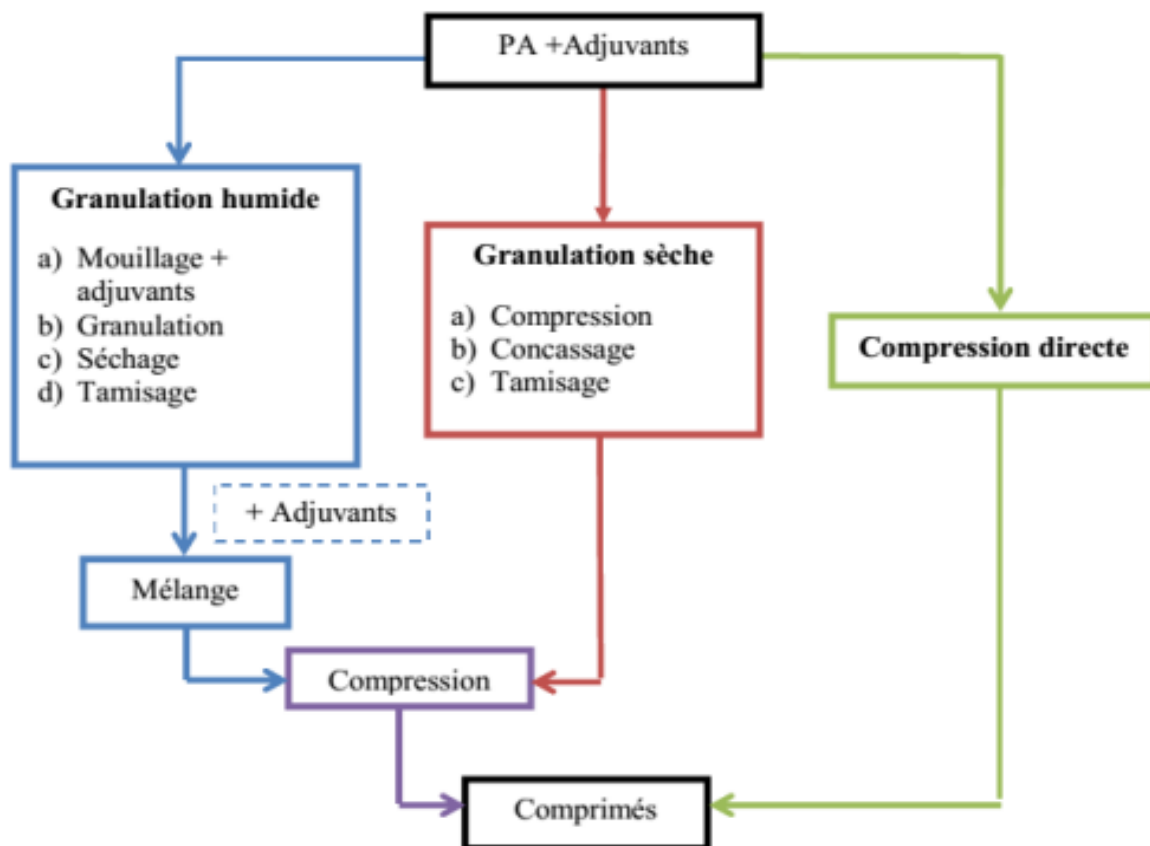 PA +Adjuvants
Granulation humide
a) Mouillage +
adjuvants
b) Granulation
c) Séchage
d) Tamisage
Granulation sèche
a) Compression
b) Concassage
c) Tamisage
Compression directe
+ Adjuvants
Mélange
Compression
Comprimés